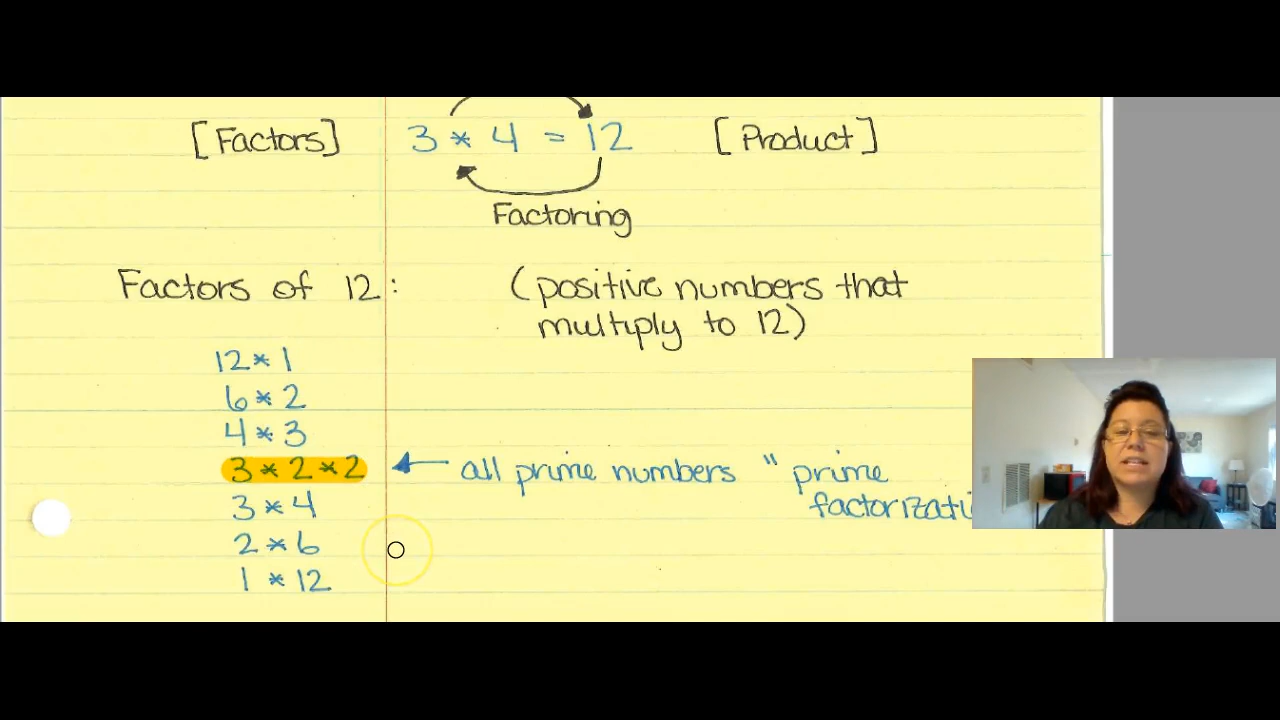 [Factors] 3 * 4 = 12 [Product]
Factoring
Factors of 12: (positive numbers that
multiply to 12)
12 * 1
6 * 2
4 * 3
3 * 2 * 2 all prime numbers " prime
factorizati
3 * 4
2 * 6
1 * 12